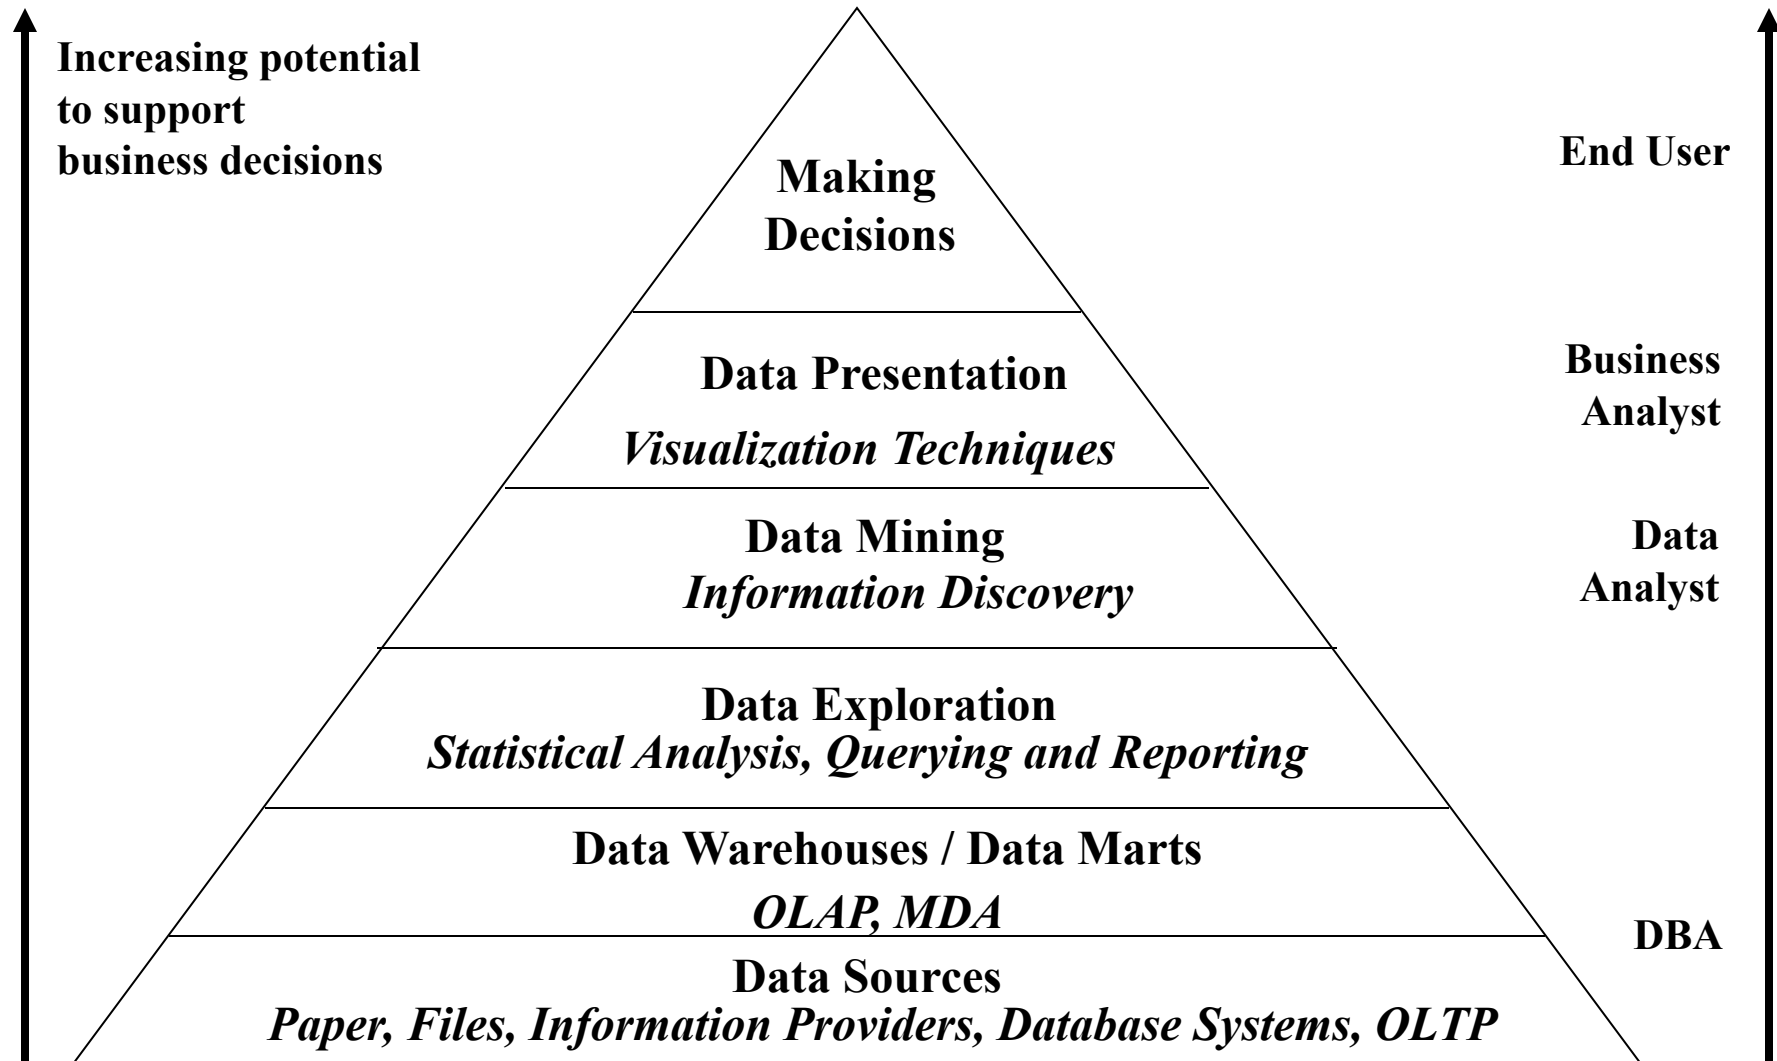 Increasing potential
to support
business decisions
End User
Making
Decisions
Business
Analyst
Data Presentation
Visualization Techniques
Data Mining
Information Discovery
Data
Analyst
Data Exploration
Statistical Analysis, Querying and Reporting
Data Warehouses / Data Marts
OLAP, MDA
DBA
Data Sources
Paper, Files, Information Providers, Database Systems, OLTP